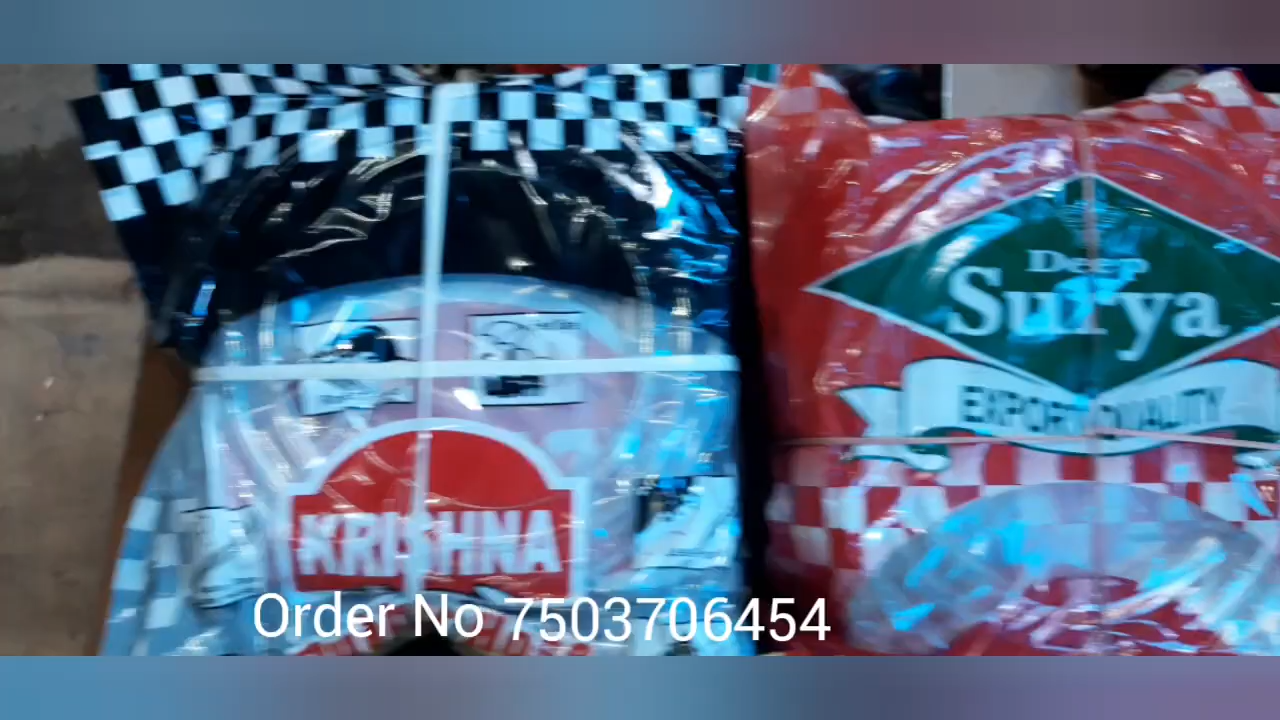 KRISHNA
Deep
Surya
EXPORT QUALITY
Order No 7503706454